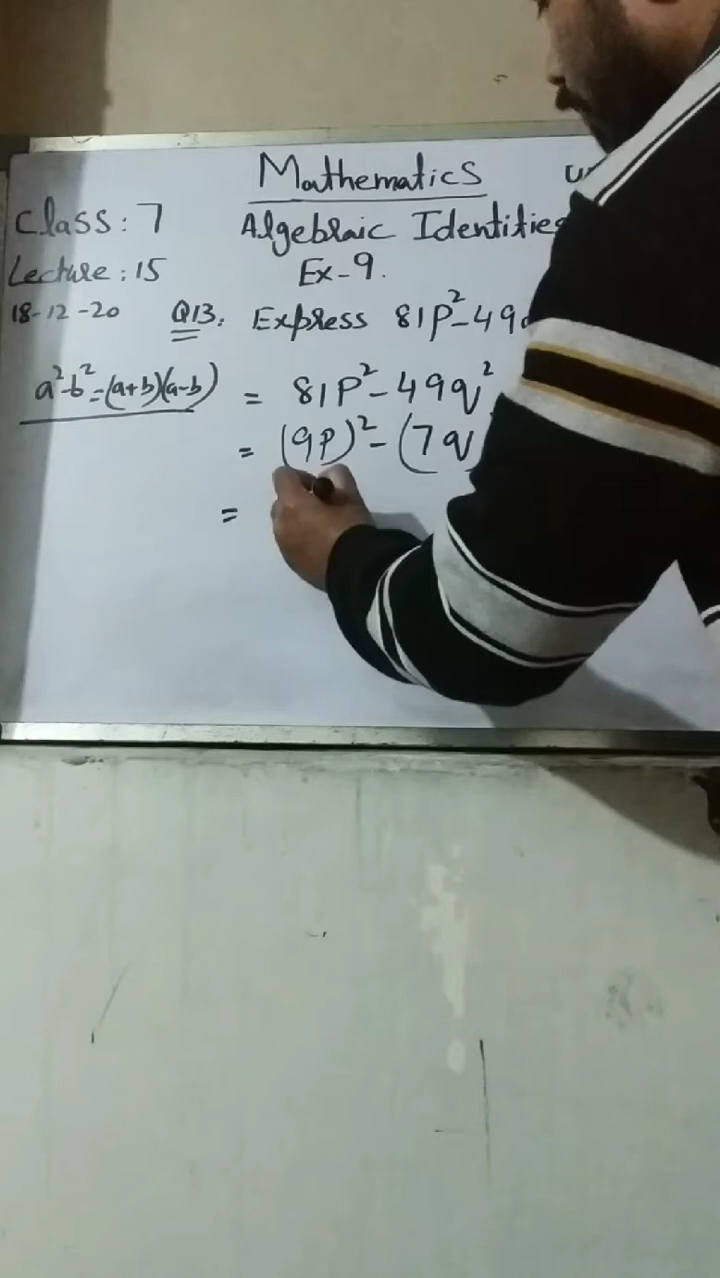 Mathematics
Class: 7 Algebraic Identities
Lecture: 15 Ex-9.
18-12-20 Q13: Express 81P²-49
a²-b²=(a+b)(a-b) = 81P²-49q²
= (9P)²-(7q
=